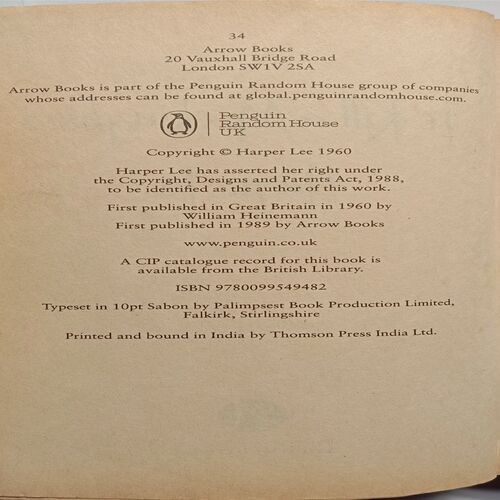 34
Arrow Books
20 Vauxhall Bridge Road
London SW1V 2SA
Arrow Books is part of the Penguin Random House group of companies
whose addresses can be found at global.penguinrandomhouse.com.
Penguin
Random House
UK
Copyright © Harper Lee 1960
Harper Lee has asserted her right under
the Copyright, Designs and Patents Act, 1988,
to be identified as the author of this work.
First published in Great Britain in 1960 by
William Heinemann
First published in 1989 by Arrow Books
www.penguin.co.uk
A CIP catalogue record for this book is
available from the British Library.
ISBN 9780099549482
Typeset in 10pt Sabon by Palimpsest Book Production Limited,
Falkirk, Stirlingshire
Printed and bound in India by Thomson Press India Ltd.